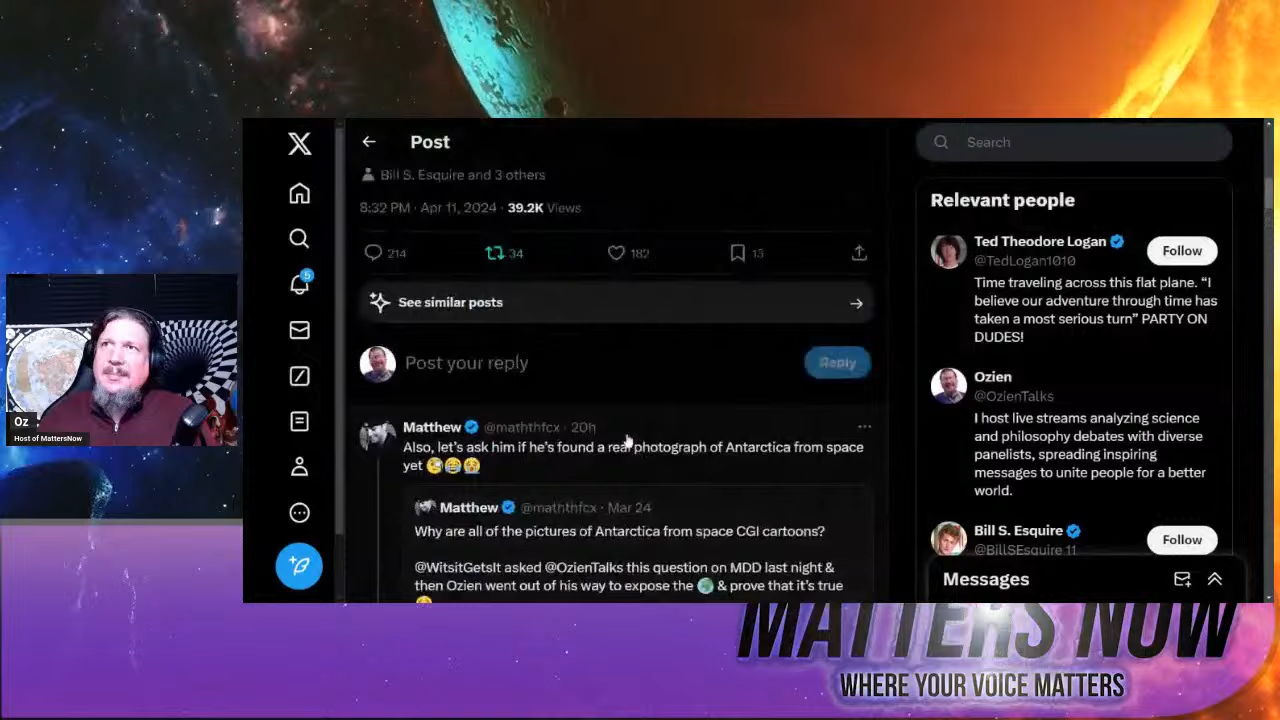 Post
Bill S. Esquire and 3 others
8:32 PM · Apr 11, 2024 · 39.2K Views
214 34 182 13
See similar posts
Post your reply
Reply
Matthew @maththfcx · 20h
Also, let's ask him if he's found a real photograph of Antarctica from space
yet 🧐😂😭
Matthew @maththfcx · Mar 24
Why are all of the pictures of Antarctica from space CGI cartoons?
@WitsitGetsIt asked @OzienTalks this question on MDD last night &
then Ozien went out of his way to expose the 🌍 & prove that it's true
5
Search
Relevant people
Ted Theodore Logan
@TedLogan1010
Follow
Time traveling across this flat plane. “I
believe our adventure through time has
taken a most serious turn” PARTY ON
DUDES!
Ozien
@OzienTalks
I host live streams analyzing science
and philosophy debates with diverse
panelists, spreading inspiring
messages to unite people for a better
world.
Bill S. Esquire
@BillSEsquire 11
Follow
Messages
Oz
Host of MattersNow
MATTERS NOW
WHERE YOUR VOICE MATTERS